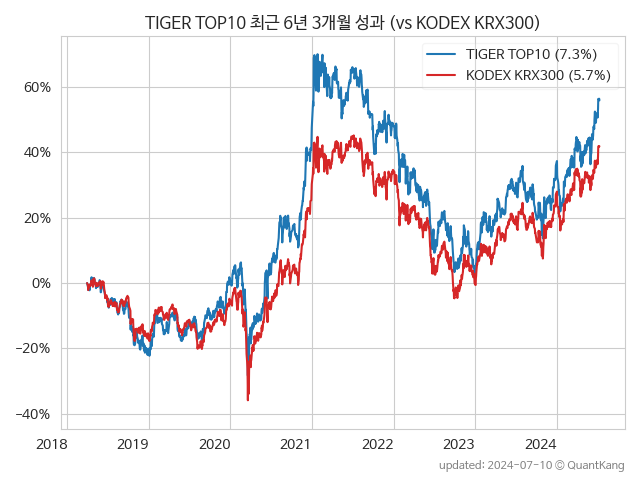 TIGER TOP10 최근 6년 3개월 성과 (vs KODEX KRX300)
TIGER TOP10 (7.3%)
KODEX KRX300 (5.7%)
60%
40%
20%
0%
−20%
−40%
2018 2019 2020 2021 2022 2023 2024
updated: 2024-07-10 © QuantKang